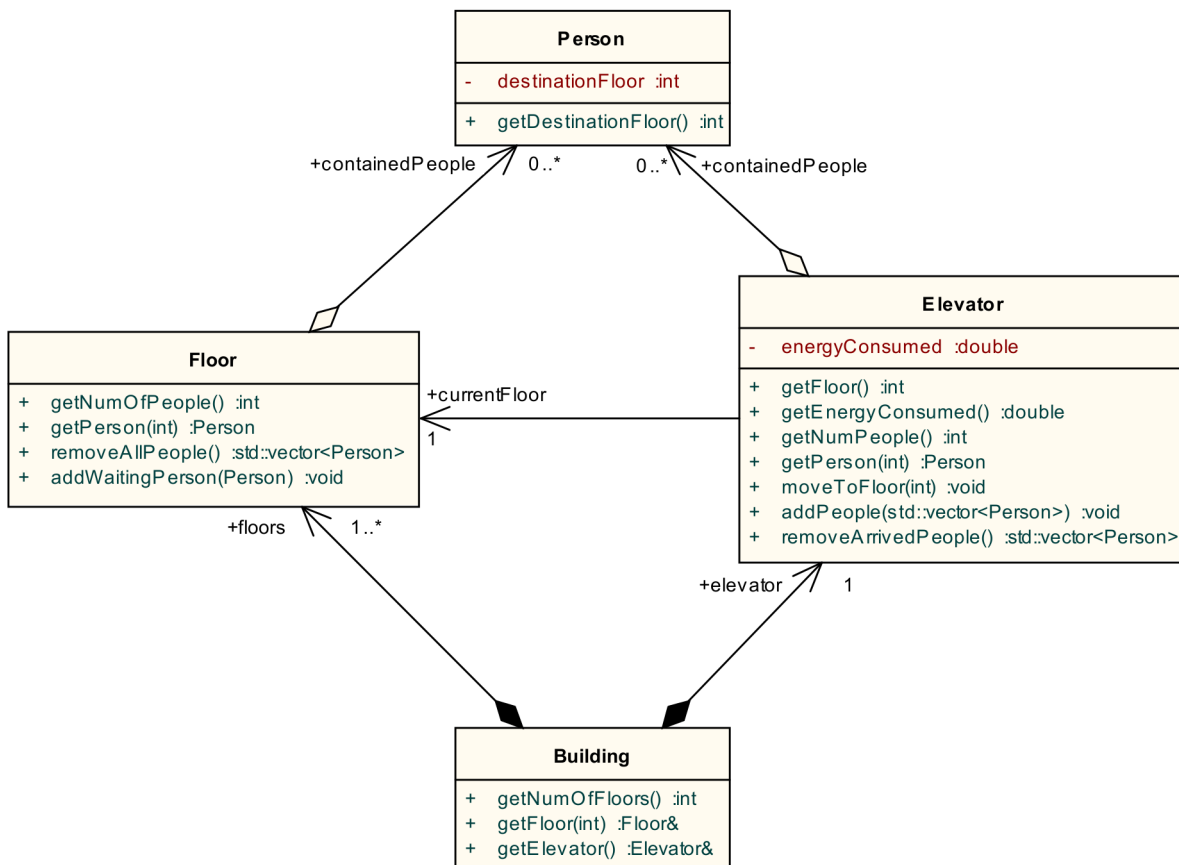 Person
- destinationFloor :int
+ getDestinationFloor() :int
+containedPeople 0..*
0..* +containedPeople
Elevator
- energyConsumed :double
+ getFloor() :int
+ getEnergyConsumed() :double
+ getNumPeople() :int
+ getPerson(int) :Person
+ moveToFloor(int) :void
+ addPeople(std::vector<Person>) :void
+ removeArrivedPeople() :std::vector<Person>
Floor
+ getNumOfPeople() :int
+ getPerson(int) :Person
+ removeAllPeople() :std::vector<Person>
+ addWaitingPerson(Person) :void
+currentFloor
1
+floors 1..*
+elevator 1
Building
+ getNumOfFloors() :int
+ getFloor(int) :Floor&
+ getElevator() :Elevator&